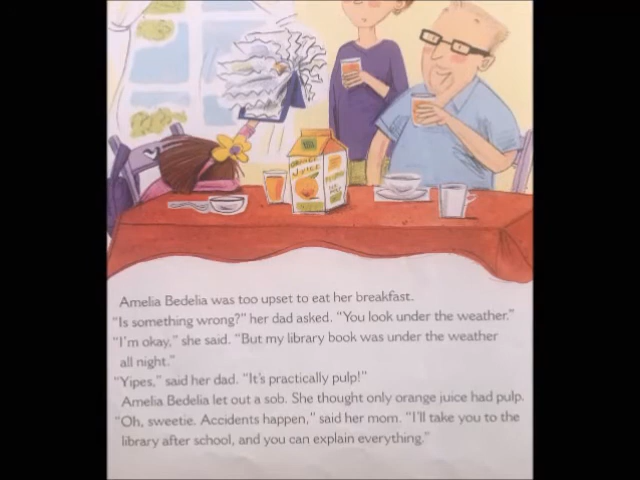 ORANGE
JUICE
Amelia Bedelia was too upset to eat her breakfast.
“Is something wrong?” her dad asked. “You look under the weather.”
“I’m okay,” she said. “But my library book was under the weather
all night.”
“Yipes,” said her dad. “It’s practically pulp!”
Amelia Bedelia let out a sob. She thought only orange juice had pulp.
“Oh, sweetie. Accidents happen,” said her mom. “I’ll take you to the
library after school, and you can explain everything.”